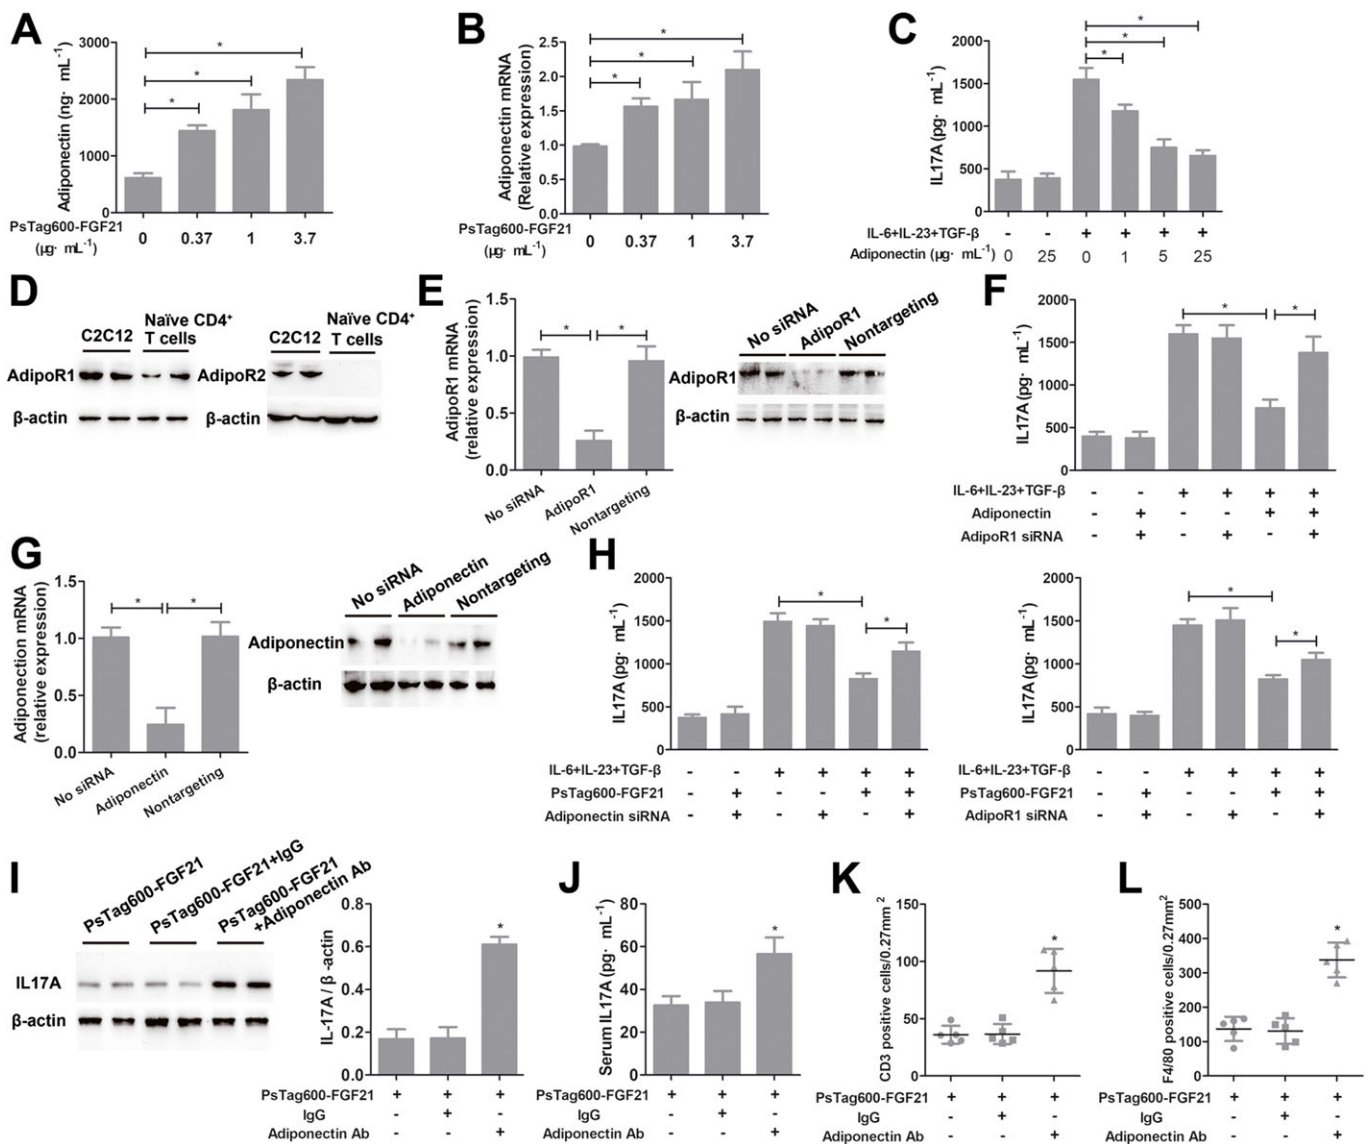 A
Adiponectin (ng· mL⁻¹)
3000
2000
1000
0
*
*
*
PsTag600-FGF21
(µg· mL⁻¹)
0 0.37 1 3.7
B
Adiponectin mRNA
(Relative expression)
2.5
2.0
1.5
1.0
0.5
0.0
*
*
*
PsTag600-FGF21
(µg· mL⁻¹)
0 0.37 1 3.7
C
IL17A (pg· mL⁻¹)
2000
1500
1000
500
0
*
*
*
IL-6+IL-23+TGF-β - - + + + +
Adiponectin (µg· mL⁻¹) 0 25 0 1 5 25
D
C2C12
Naïve CD4⁺
T cells
AdipoR1
β-actin
C2C12
Naïve CD4⁺
T cells
AdipoR2
β-actin
E
AdipoR1 mRNA
(relative expression)
1.5
1.0
0.5
0.0
* *
No siRNA AdipoR1 Nontargeting
No siRNA AdipoR1 Nontargeting
AdipoR1
β-actin
F
IL17A (pg· mL⁻¹)
2000
1500
1000
500
0
* *
IL-6+IL-23+TGF-β - - + + + +
Adiponectin - + - - + +
AdipoR1 siRNA - + - + - +
G
Adiponection mRNA
(relative expression)
1.5
1.0
0.5
0.0
* *
No siRNA Adiponectin Nontargeting
No siRNA Adiponectin Nontargeting
Adiponectin
β-actin
H
IL17A (pg· mL⁻¹)
2000
1500
1000
500
0
*
*
IL-6+IL-23+TGF-β - - + + + +
PsTag600-FGF21 - + - - + +
Adiponectin siRNA - + - + - +
IL17A (pg· mL⁻¹)
2000
1500
1000
500
0
*
*
IL-6+IL-23+TGF-β - - + + + +
PsTag600-FGF21 - + - - + +
AdipoR1 siRNA - + - + - +
I
PsTag600-FGF21
PsTag600-FGF21+IgG
PsTag600-FGF21
+Adiponectin Ab
IL17A
β-actin
IL-17A / β -actin
0.8
0.6
0.4
0.2
0.0
*
PsTag600-FGF21 + + +
IgG - + -
Adiponectin Ab - - +
J
Serum IL17A (pg· mL⁻¹)
80
60
40
20
0
*
PsTag600-FGF21 + + +
IgG - + -
Adiponectin Ab - - +
K
CD3 positive cells/0.27mm²
150
100
50
0
*
PsTag600-FGF21 + + +
IgG - + -
Adiponectin Ab - - +
L
F4/80 positive cells/0.27mm²
500
400
300
200
100
0
*
PsTag600-FGF21 + + +
IgG - + -
Adiponectin Ab - - +